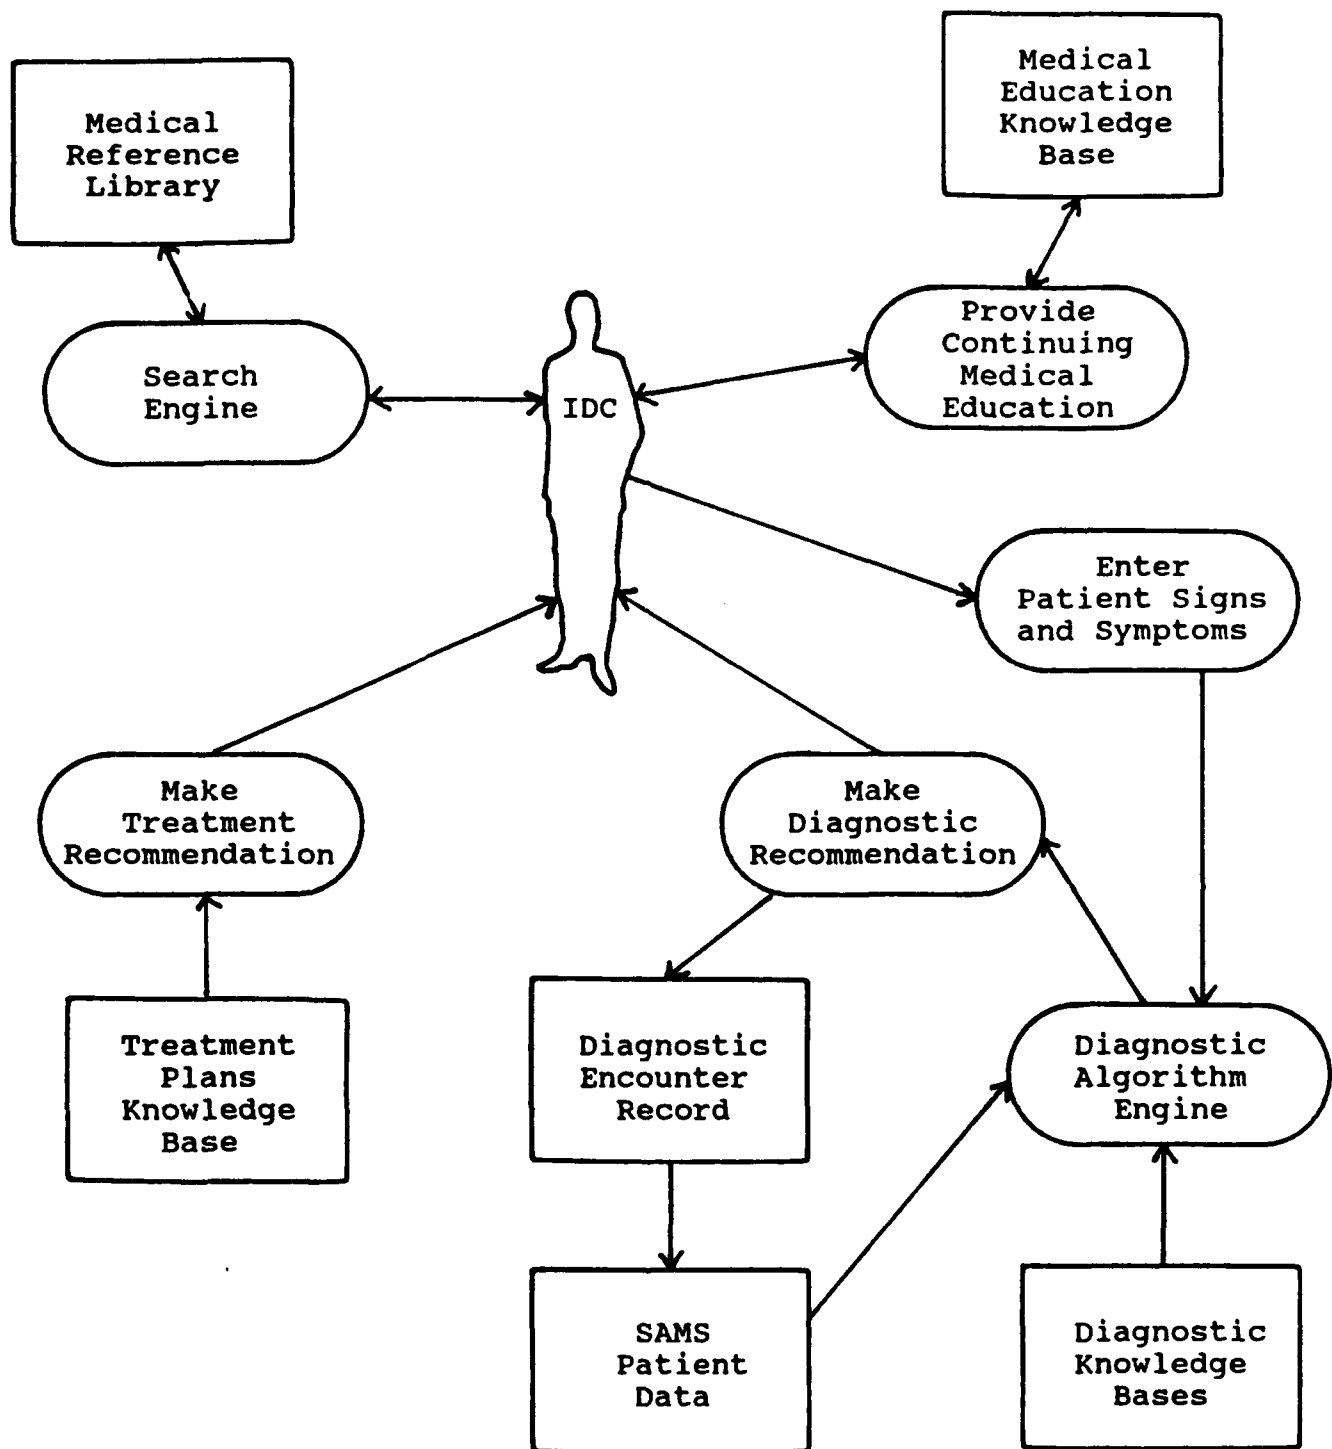 Medical
Reference
Library
Medical
Education
Knowledge
Base
Search
Engine
IDC
Provide
Continuing
Medical
Education
Enter
Patient Signs
and Symptoms
Make
Treatment
Recommendation
Make
Diagnostic
Recommendation
Treatment
Plans
Knowledge
Base
Diagnostic
Encounter
Record
Diagnostic
Algorithm
Engine
SAMS
Patient
Data
Diagnostic
Knowledge
Bases